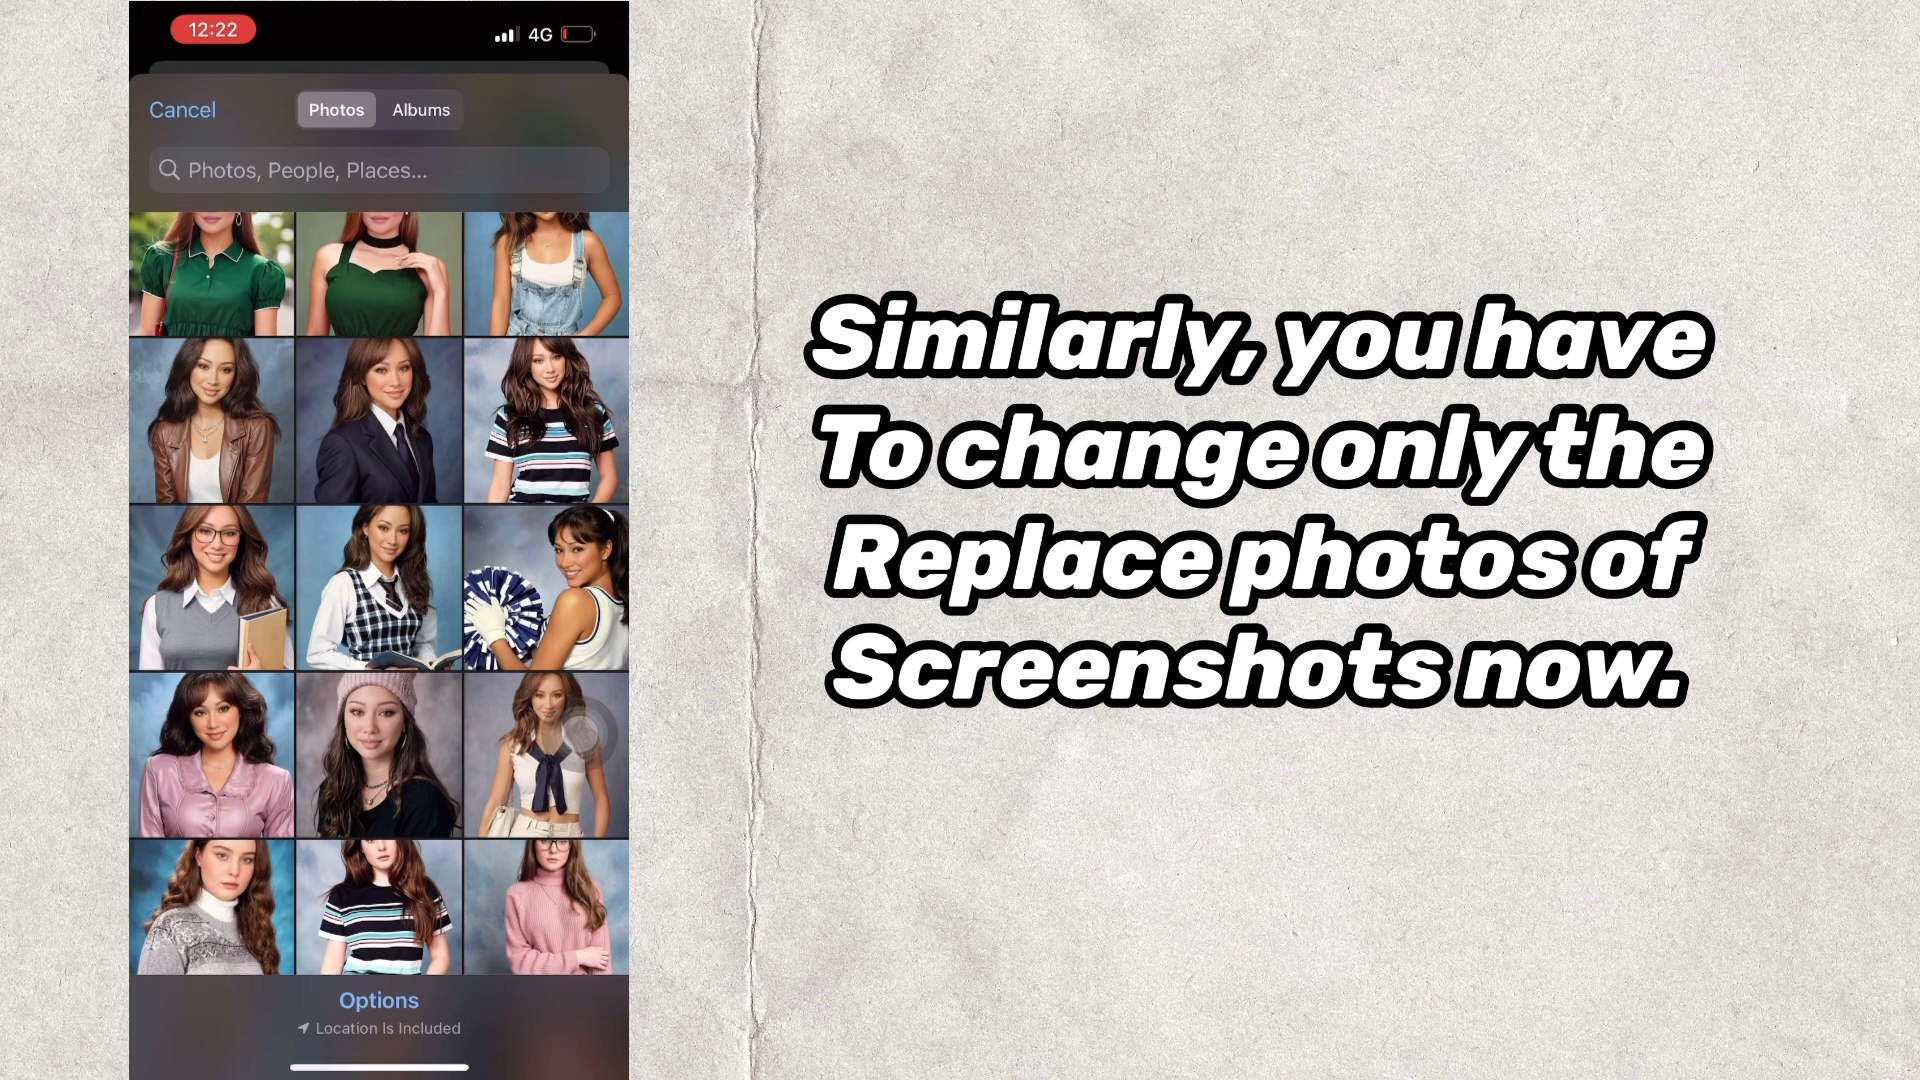 12:22
4G
Cancel
Photos
Albums
Photos, People, Places...
Options
Location Is Included
Similarly, you have
To change only the
Replace photos of
Screenshots now.